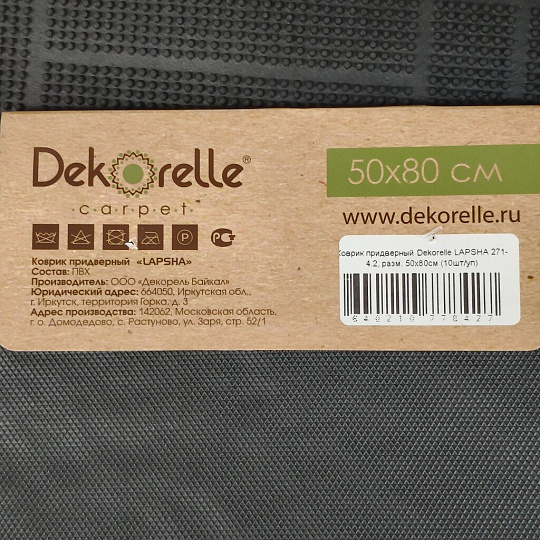 Dekorelle®
carpet
50x80 см
www.dekorelle.ru
Коврик придверный «LAPSHA»
Состав: ПВХ
Производитель: ООО «Декорель Байкал»
Юридический адрес: 664050, Иркутская обл.,
г. Иркутск, территория Горка, д. 3
Адрес производства: 142062, Московская область,
г. о. Домодедово, с. Растуново, ул. Заря, стр. 52/1
Коврик придверный Dekorelle LAPSHA 271-
4.2, разм. 50х80см (10шт/уп)
640210 778427